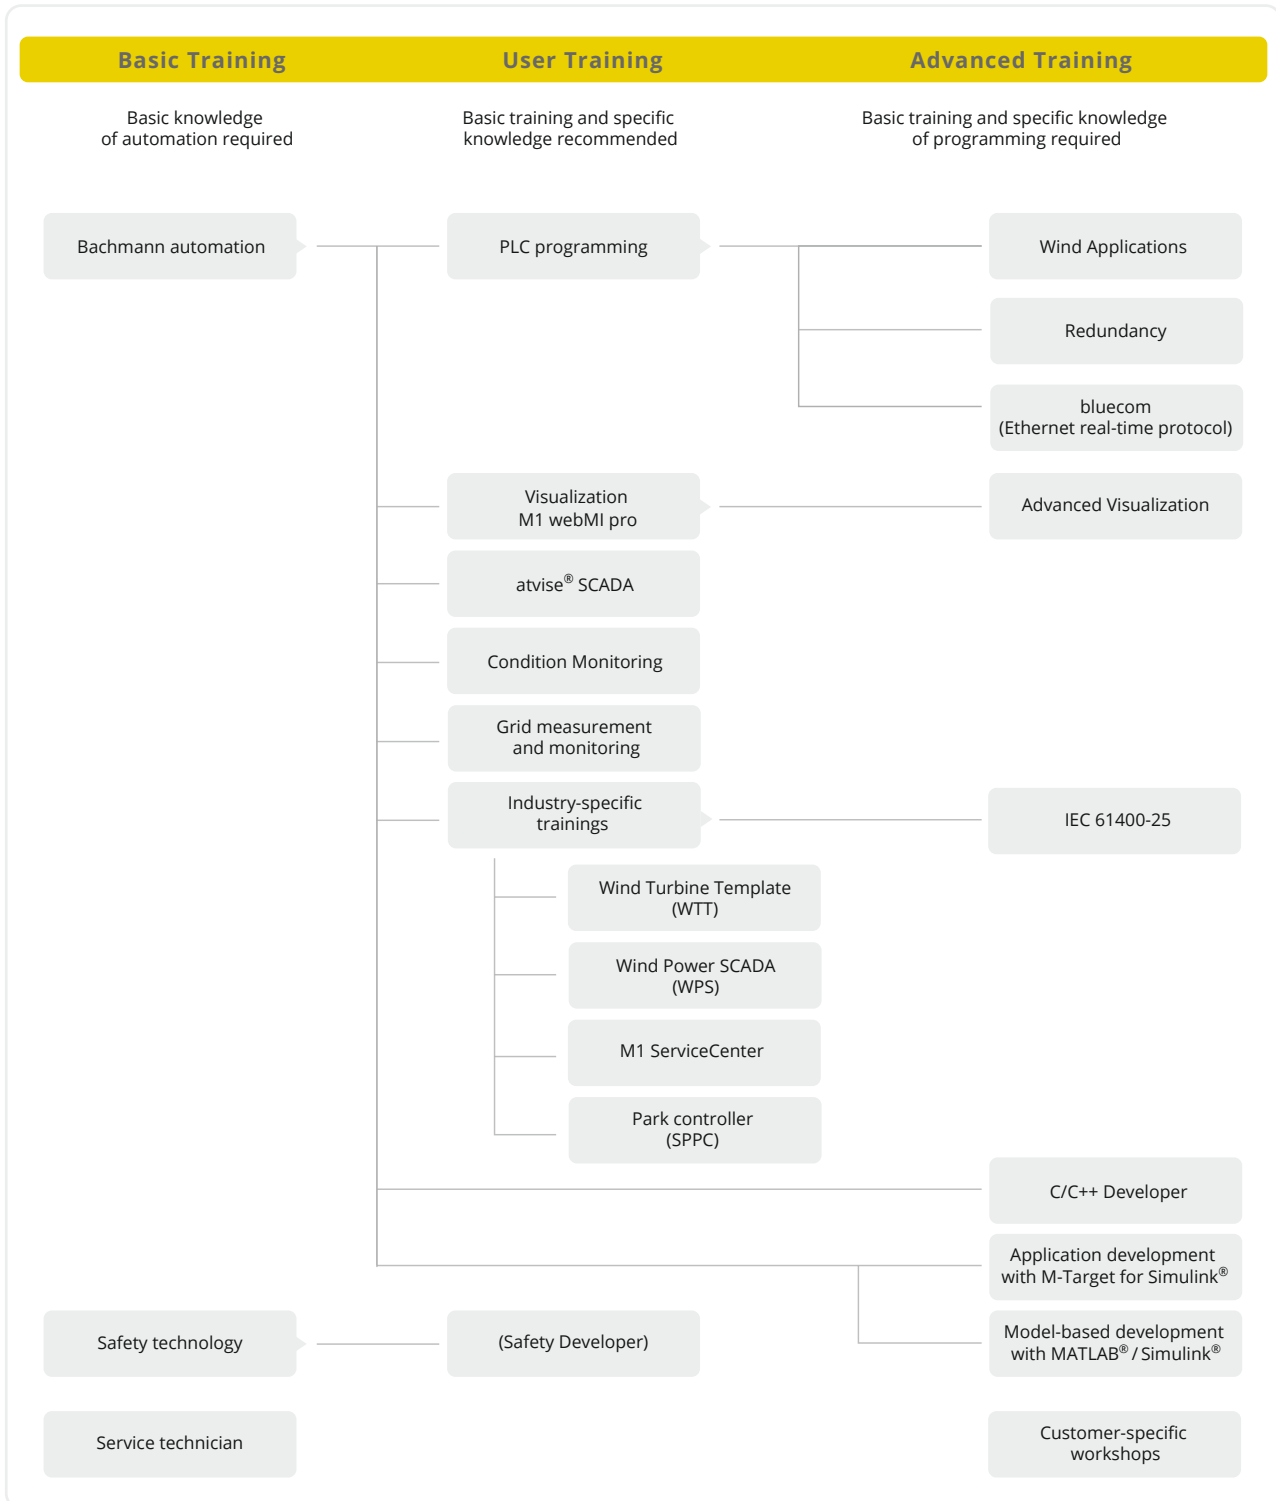 Basic Training
User Training
Advanced Training
Basic knowledge
of automation required
Basic training and specific
knowledge recommended
Basic training and specific knowledge
of programming required
Bachmann automation
PLC programming
Wind Applications
Redundancy
bluecom
(Ethernet real-time protocol)
Visualization
M1 webMI pro
Advanced Visualization
atvise® SCADA
Condition Monitoring
Grid measurement
and monitoring
Industry-specific
trainings
IEC 61400-25
Wind Turbine Template
(WTT)
Wind Power SCADA
(WPS)
M1 ServiceCenter
Park controller
(SPPC)
C/C++ Developer
Application development
with M-Target for Simulink®
Safety technology
(Safety Developer)
Model-based development
with MATLAB® / Simulink®
Service technician
Customer-specific
workshops